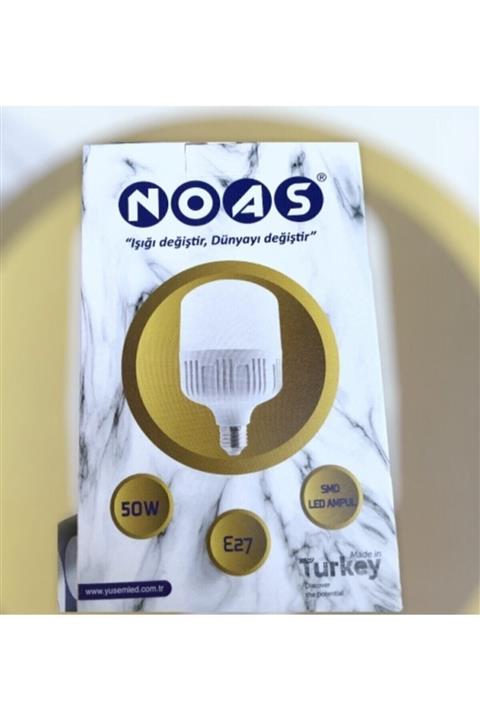 NOAS®
“Işığı değiştir, Dünyayı değiştir”
50W
E27
SMD
LED AMPUL
Made in
Turkey
Discover
the potential
www.yusemled.com.tr